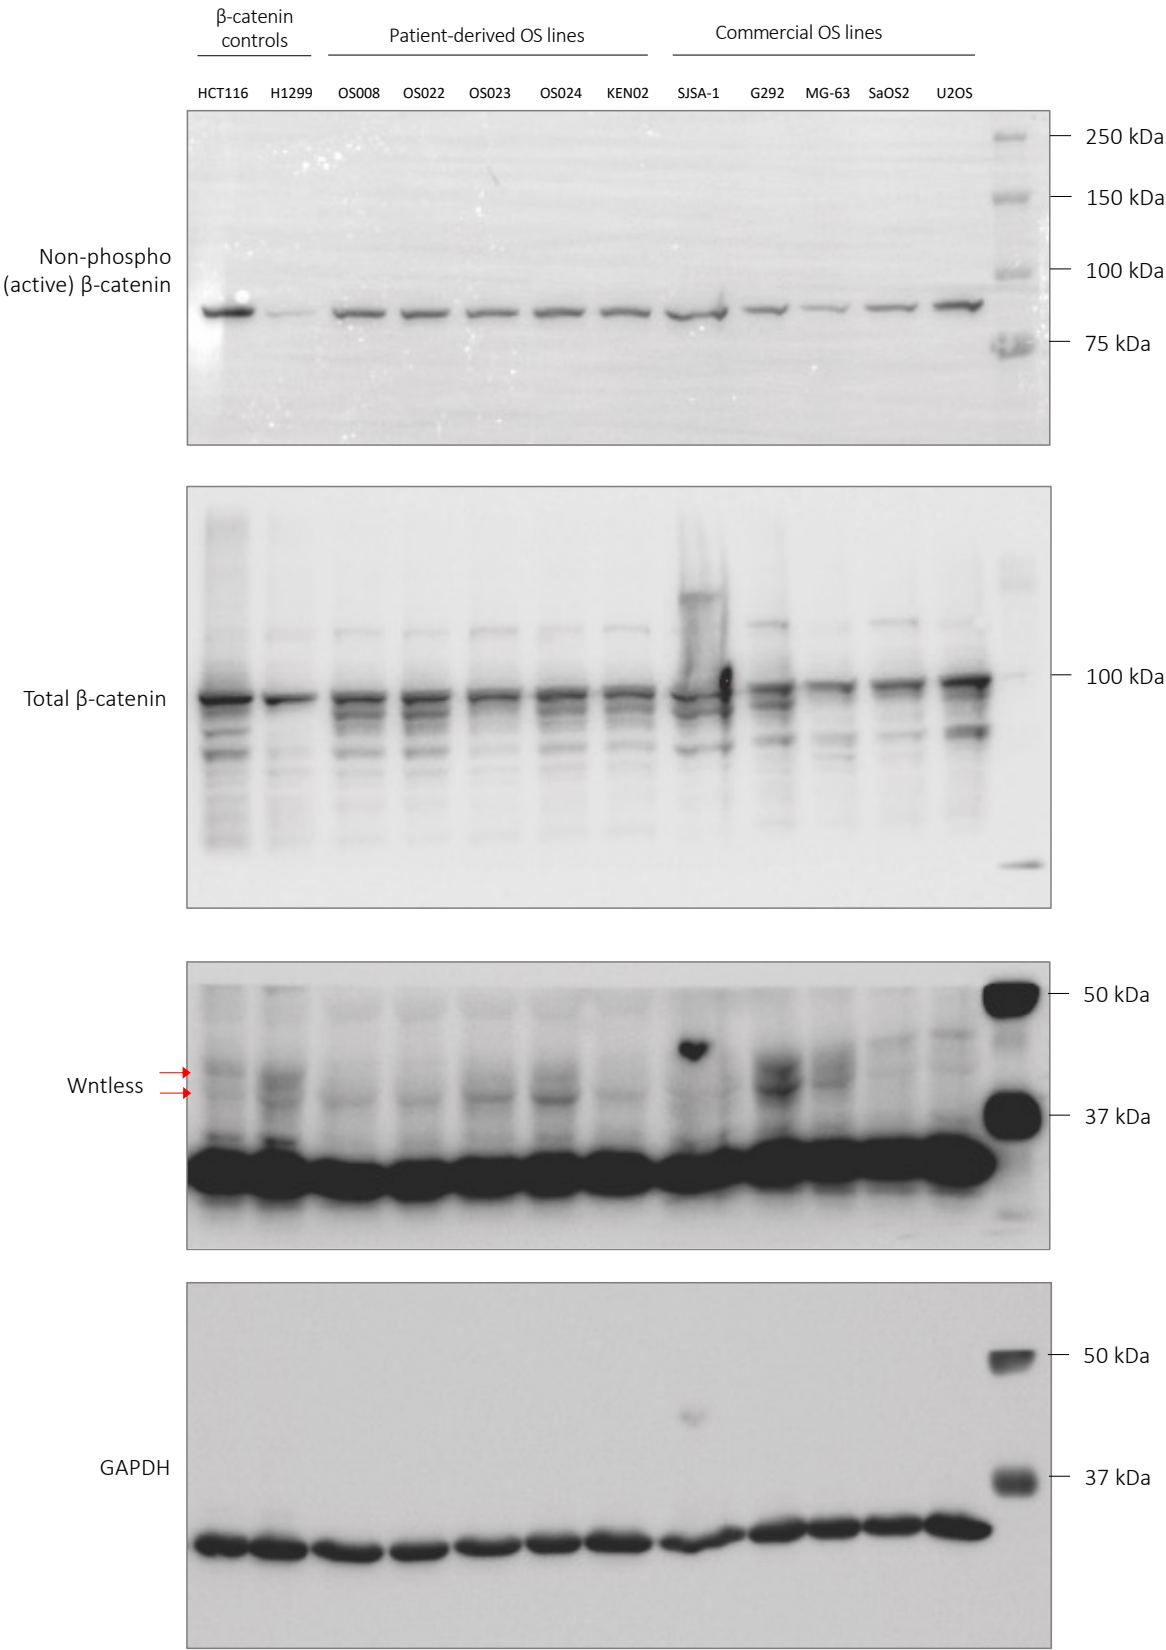 β-catenin
controls
Patient-derived OS lines
Commercial OS lines
HCT116 H1299 OS008 OS022 OS023 OS024 KEN02 SJSA-1 G292 MG-63 SaOS2 U2OS
250 kDa
150 kDa
Non-phospho
(active) β-catenin
100 kDa
75 kDa
100 kDa
Total β-catenin
50 kDa
Wntless
37 kDa
50 kDa
GAPDH
37 kDa